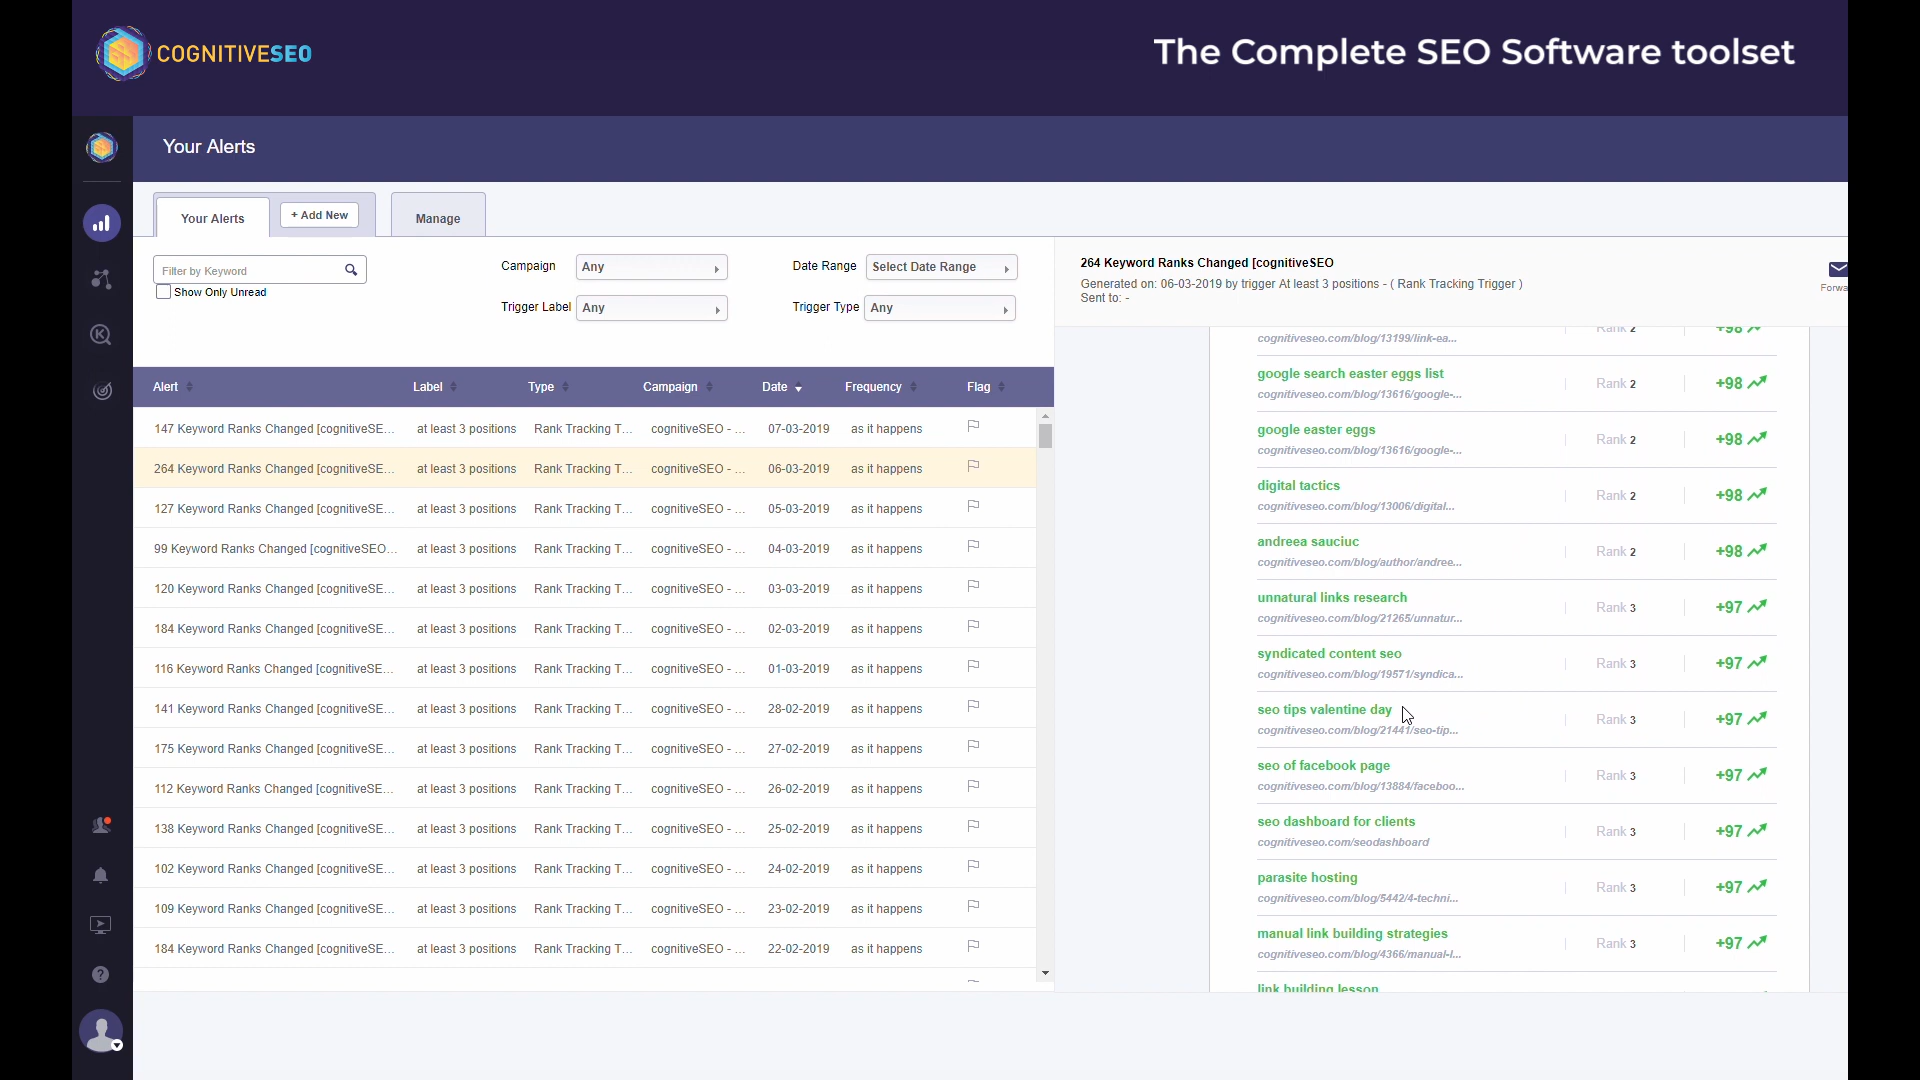 COGNITIVESEO
The Complete SEO Software toolset
Your Alerts
Your Alerts
+ Add New
Manage
Filter by Keyword
Show Only Unread
Campaign Any
Date Range Select Date Range
Trigger Label Any
Trigger Type Any
Alert Label Type Campaign Date Frequency Flag
147 Keyword Ranks Changed [cognitiveSE... at least 3 positions Rank Tracking T... cognitiveSEO - ... 07-03-2019 as it happens
264 Keyword Ranks Changed [cognitiveSE... at least 3 positions Rank Tracking T... cognitiveSEO - ... 06-03-2019 as it happens
127 Keyword Ranks Changed [cognitiveSE... at least 3 positions Rank Tracking T... cognitiveSEO - ... 05-03-2019 as it happens
99 Keyword Ranks Changed [cognitiveSEO... at least 3 positions Rank Tracking T... cognitiveSEO - ... 04-03-2019 as it happens
120 Keyword Ranks Changed [cognitiveSE... at least 3 positions Rank Tracking T... cognitiveSEO - ... 03-03-2019 as it happens
184 Keyword Ranks Changed [cognitiveSE... at least 3 positions Rank Tracking T... cognitiveSEO - ... 02-03-2019 as it happens
116 Keyword Ranks Changed [cognitiveSE... at least 3 positions Rank Tracking T... cognitiveSEO - ... 01-03-2019 as it happens
141 Keyword Ranks Changed [cognitiveSE... at least 3 positions Rank Tracking T... cognitiveSEO - ... 28-02-2019 as it happens
175 Keyword Ranks Changed [cognitiveSE... at least 3 positions Rank Tracking T... cognitiveSEO - ... 27-02-2019 as it happens
112 Keyword Ranks Changed [cognitiveSE... at least 3 positions Rank Tracking T... cognitiveSEO - ... 26-02-2019 as it happens
138 Keyword Ranks Changed [cognitiveSE... at least 3 positions Rank Tracking T... cognitiveSEO - ... 25-02-2019 as it happens
102 Keyword Ranks Changed [cognitiveSE... at least 3 positions Rank Tracking T... cognitiveSEO - ... 24-02-2019 as it happens
109 Keyword Ranks Changed [cognitiveSE... at least 3 positions Rank Tracking T... cognitiveSEO - ... 23-02-2019 as it happens
184 Keyword Ranks Changed [cognitiveSE... at least 3 positions Rank Tracking T... cognitiveSEO - ... 22-02-2019 as it happens
264 Keyword Ranks Changed [cognitiveSEO
Generated on: 06-03-2019 by trigger At least 3 positions - ( Rank Tracking Trigger )
Sent to: -
Forwa
Rank 2 +98
cognitiveseo.com/blog/13199/link-ea...
google search easter eggs list
Rank 2 +98
cognitiveseo.com/blog/13616/google-...
google easter eggs
Rank 2 +98
cognitiveseo.com/blog/13616/google-...
digital tactics
Rank 2 +98
cognitiveseo.com/blog/13006/digital...
andreea sauciuc
Rank 2 +98
cognitiveseo.com/blog/author/andree...
unnatural links research
Rank 3 +97
cognitiveseo.com/blog/21265/unnatur...
syndicated content seo
Rank 3 +97
cognitiveseo.com/blog/19571/syndica...
seo tips valentine day
Rank 3 +97
cognitiveseo.com/blog/21441/seo-tip...
seo of facebook page
Rank 3 +97
cognitiveseo.com/blog/13884/faceboo...
seo dashboard for clients
Rank 3 +97
cognitiveseo.com/seodashboard
parasite hosting
Rank 3 +97
cognitiveseo.com/blog/5442/4-techni...
manual link building strategies
Rank 3 +97
cognitiveseo.com/blog/4366/manual-l...
link building lesson